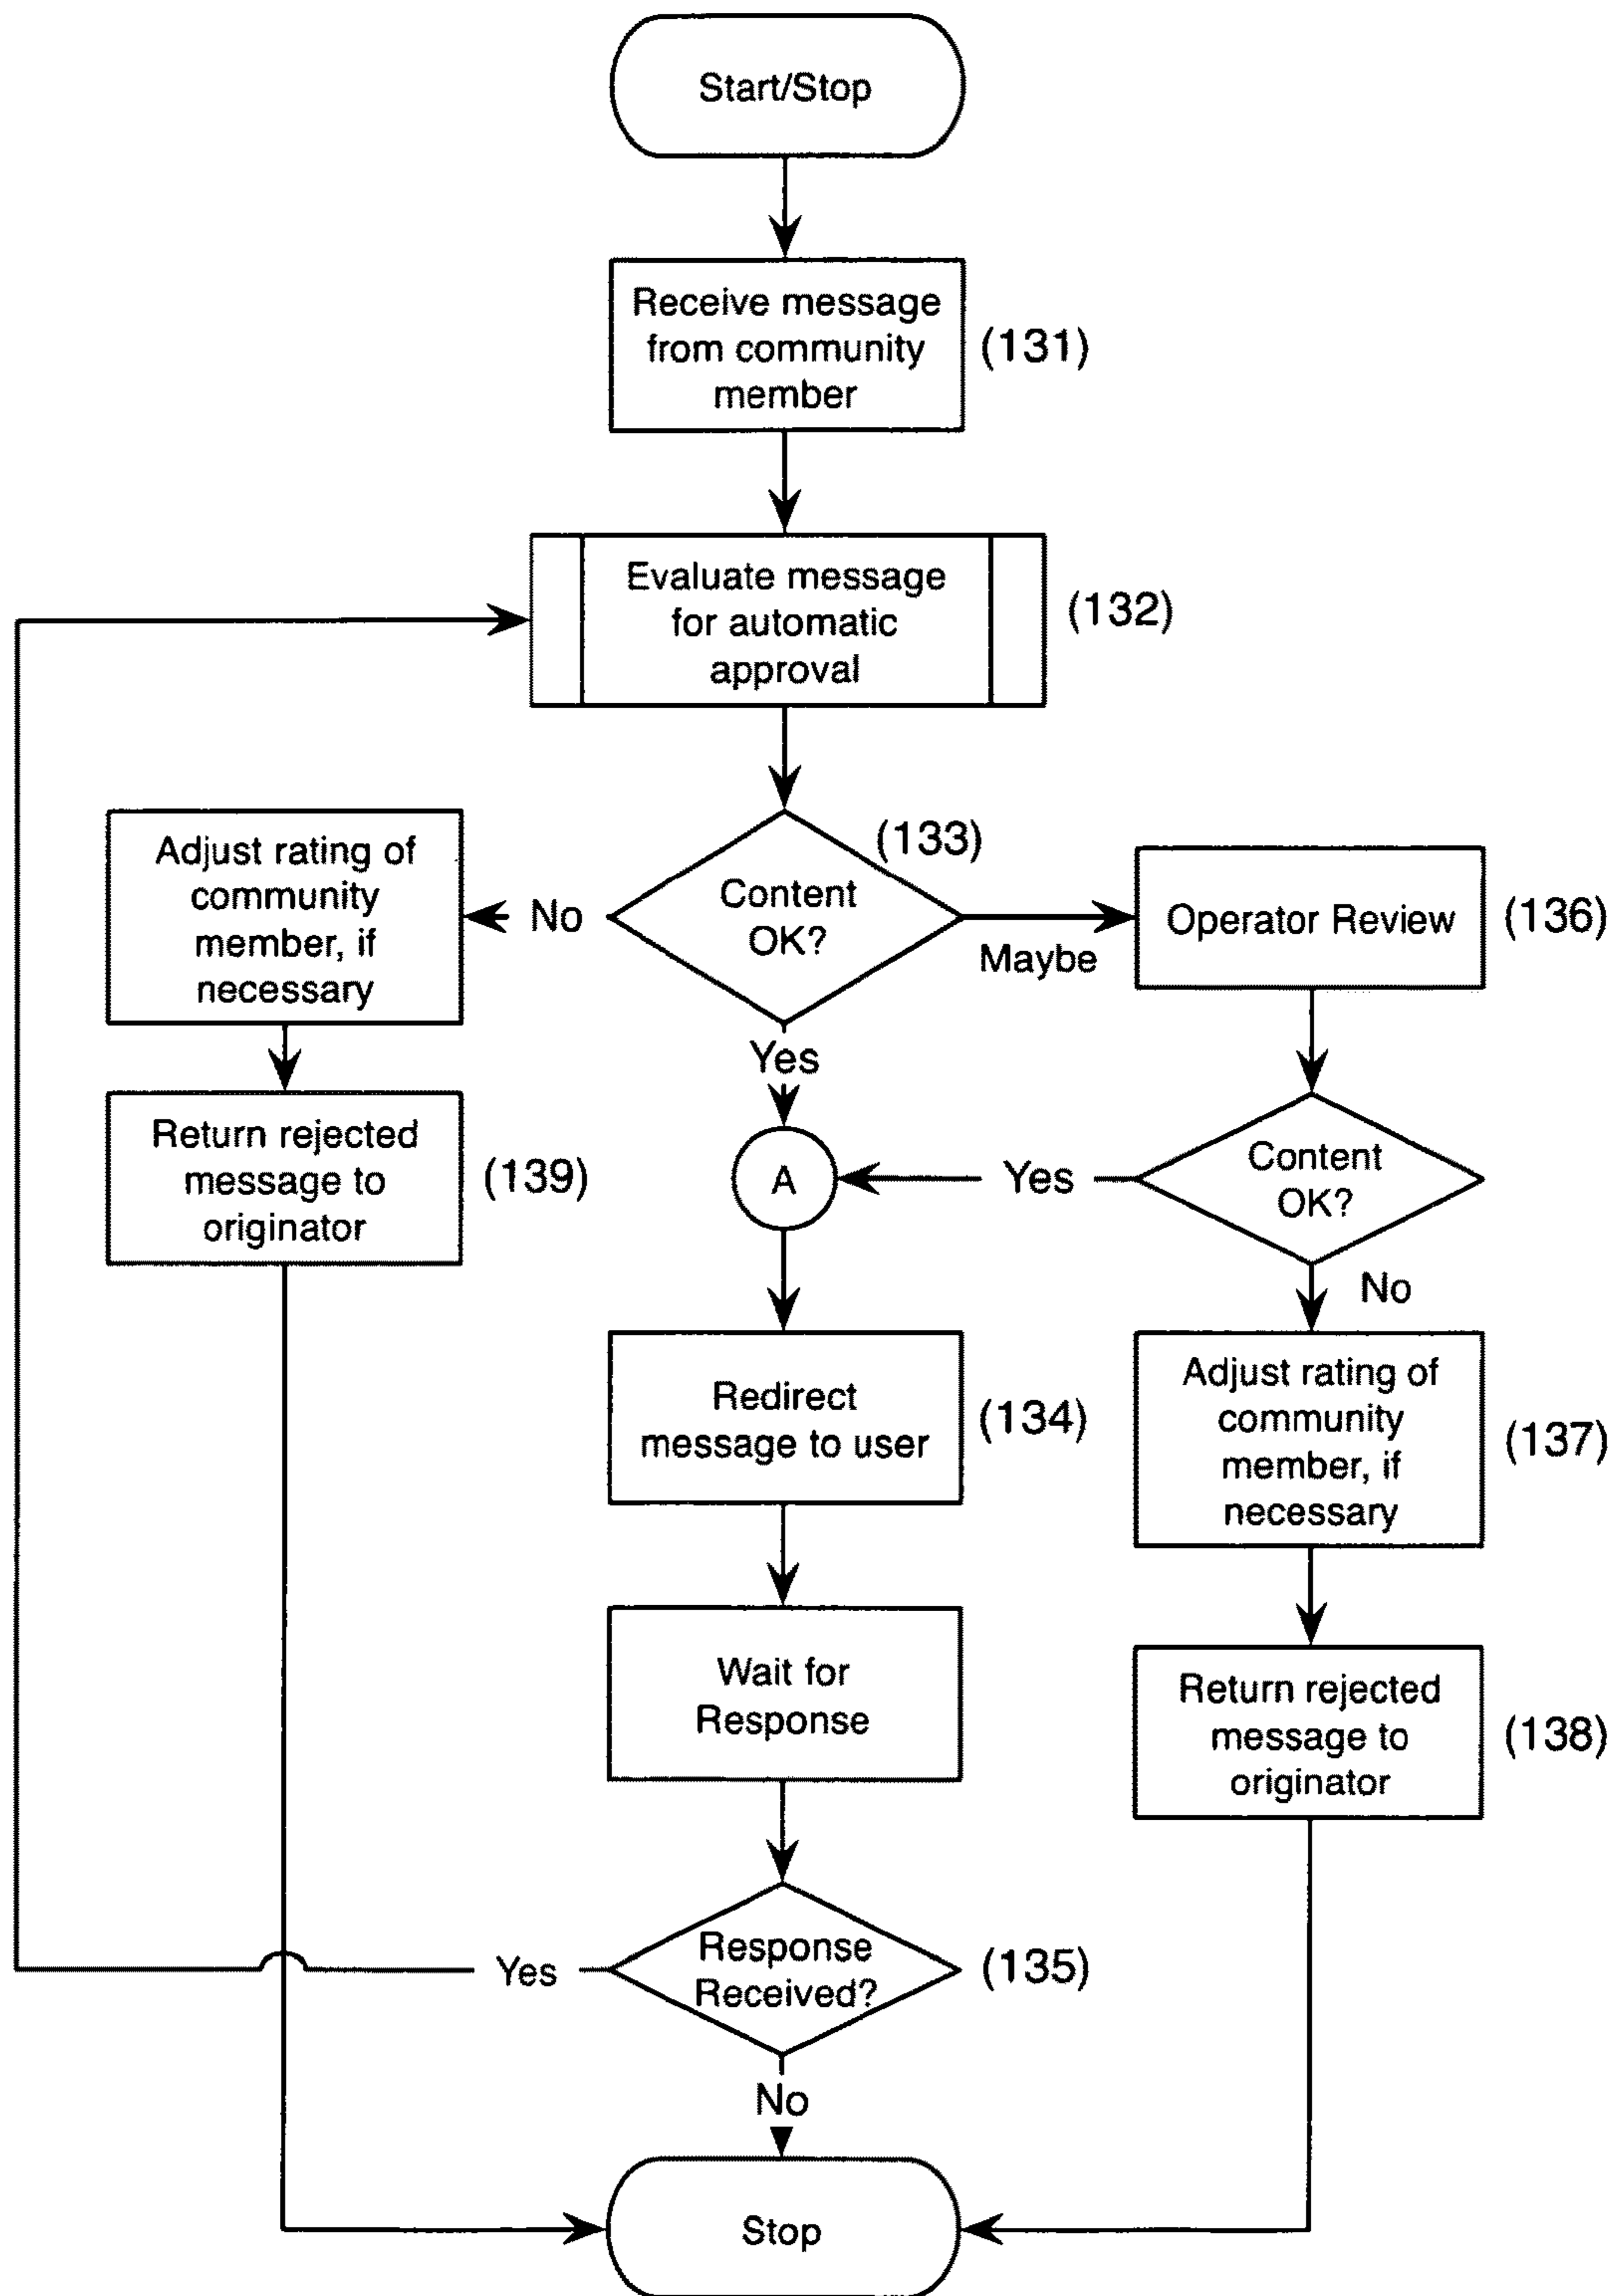 Start/Stop
Receive message
from community
member
(131)
Evaluate message
for automatic
approval
(132)
(133)
Content
OK?
No
Maybe
Yes
Adjust rating of
community
member, if
necessary
Operator Review
(136)
Return rejected
message to
originator
(139)
A
Yes
Content
OK?
No
Redirect
message to user
(134)
Adjust rating of
community
member, if
necessary
(137)
Wait for
Response
Return rejected
message to
originator
(138)
Response
Received?
(135)
Yes
No
Stop